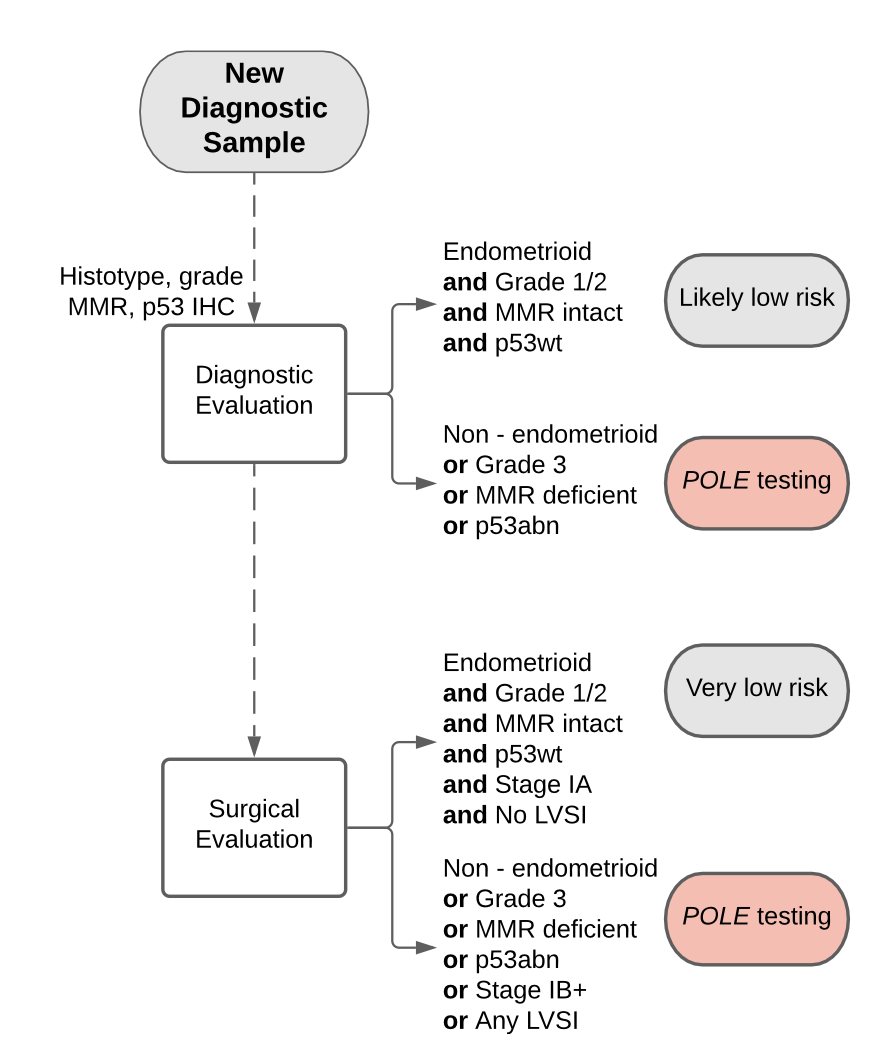 New
Diagnostic
Sample
Histotype, grade
MMR, p53 IHC
Diagnostic
Evaluation
Endometrioid
and Grade 1/2
and MMR intact
and p53wt
Likely low risk
Non - endometrioid
or Grade 3
or MMR deficient
or p53abn
POLE testing
Surgical
Evaluation
Endometrioid
and Grade 1/2
and MMR intact
and p53wt
and Stage IA
and No LVSI
Very low risk
Non - endometrioid
or Grade 3
or MMR deficient
or p53abn
or Stage IB+
or Any LVSI
POLE testing